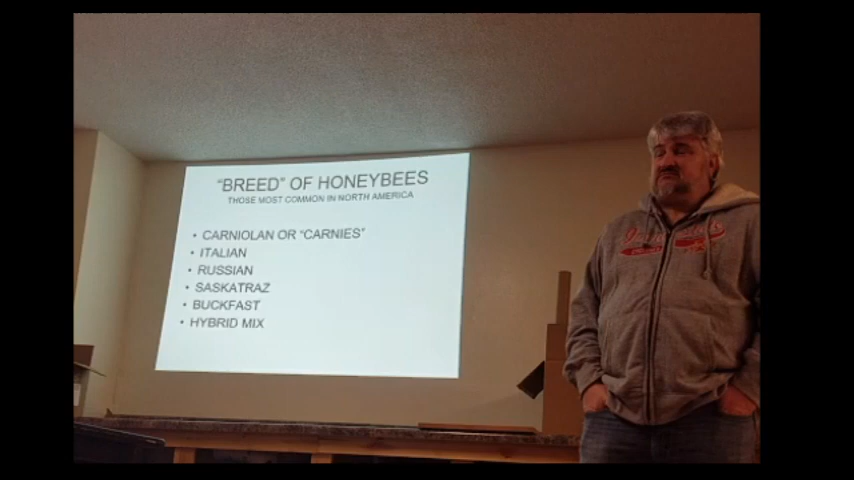 "BREED" OF HONEYBEES
THOSE MOST COMMON IN NORTH AMERICA
• CARNIOLAN OR "CARNIES"
• ITALIAN
• RUSSIAN
• SASKATRAZ
• BUCKFAST
• HYBRID MIX